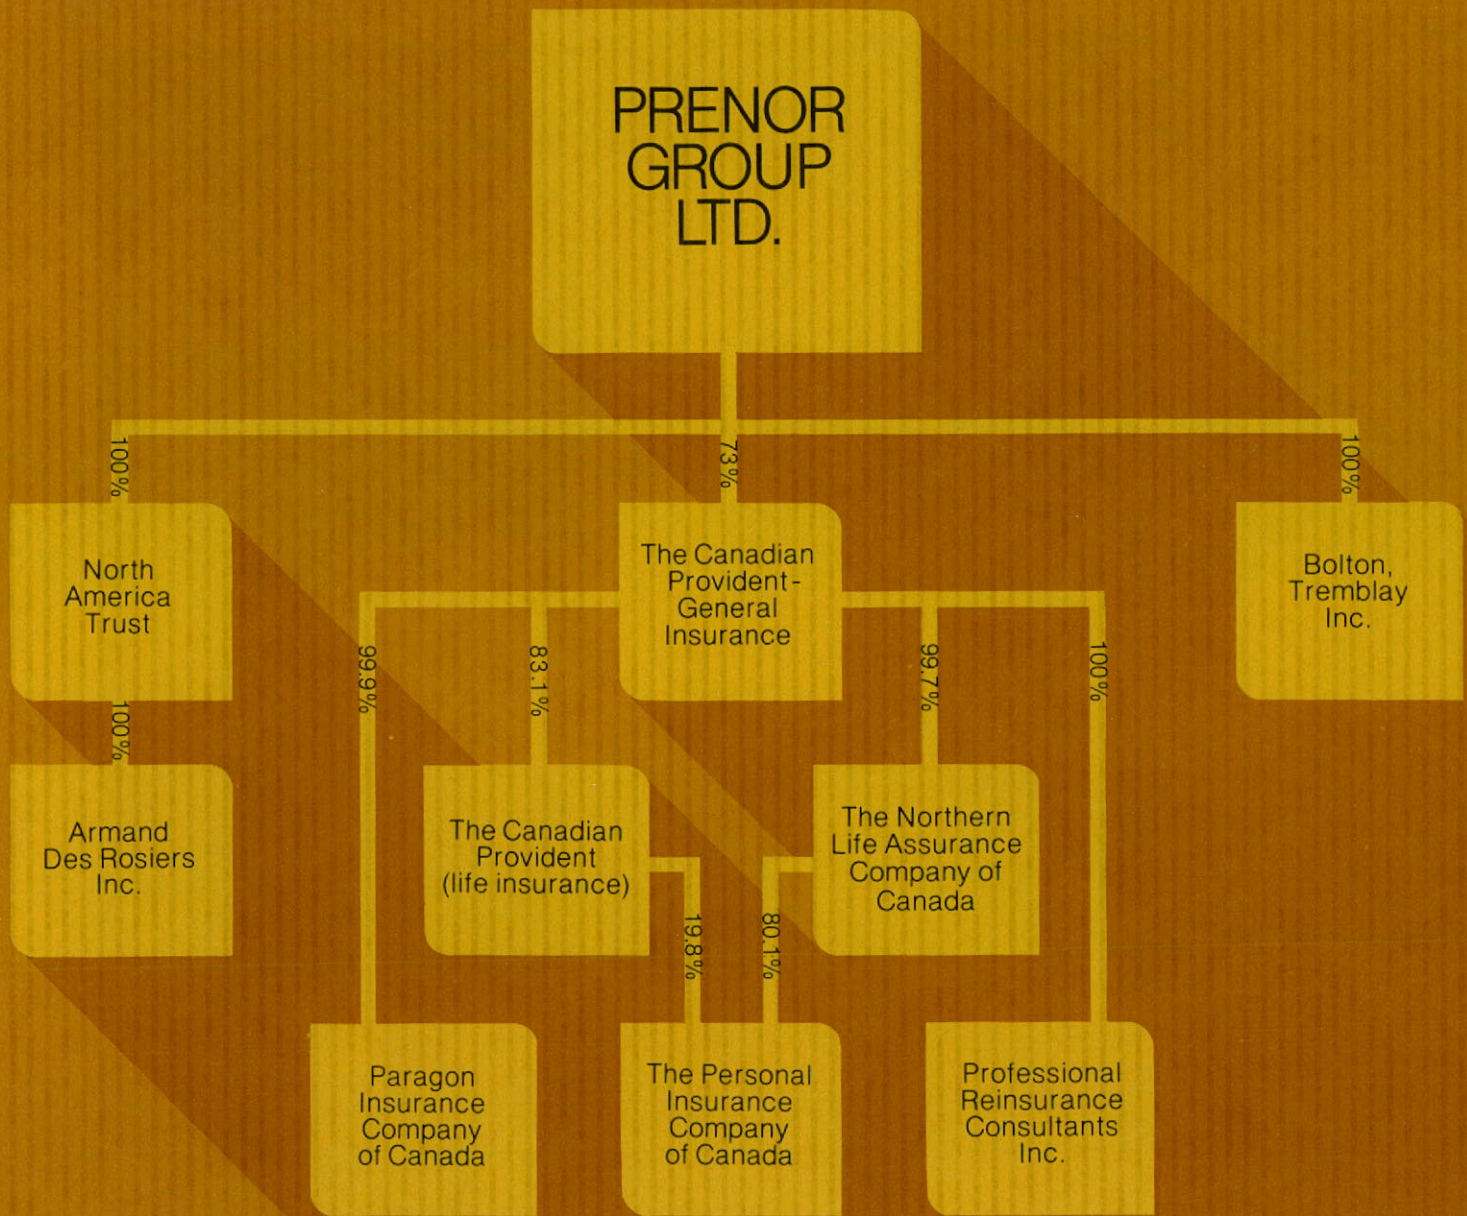 PRENOR
GROUP
LTD.
100%
73%
100%
North
America
Trust
The Canadian
Provident-
General
Insurance
Bolton,
Tremblay
Inc.
99.9%
83.1%
99.7%
100%
100%
Armand
Des Rosiers
Inc.
The Canadian
Provident
(life insurance)
The Northern
Life Assurance
Company of
Canada
19.8%
80.1%
Paragon
Insurance
Company
of Canada
The Personal
Insurance
Company
of Canada
Professional
Reinsurance
Consultants
Inc.